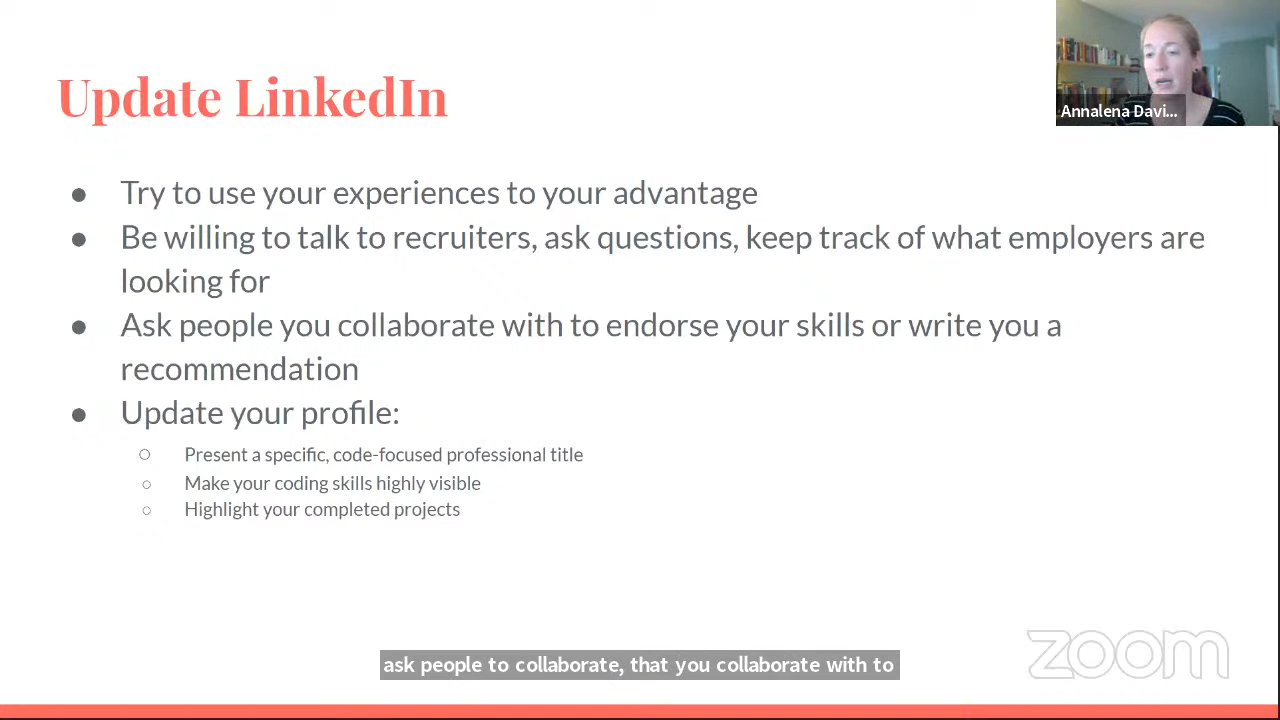 Update LinkedIn
Annalena Davi...
● Try to use your experiences to your advantage
● Be willing to talk to recruiters, ask questions, keep track of what employers are
looking for
● Ask people you collaborate with to endorse your skills or write you a
recommendation
● Update your profile:
○ Present a specific, code-focused professional title
○ Make your coding skills highly visible
○ Highlight your completed projects
zoom
ask people to collaborate, that you collaborate with to